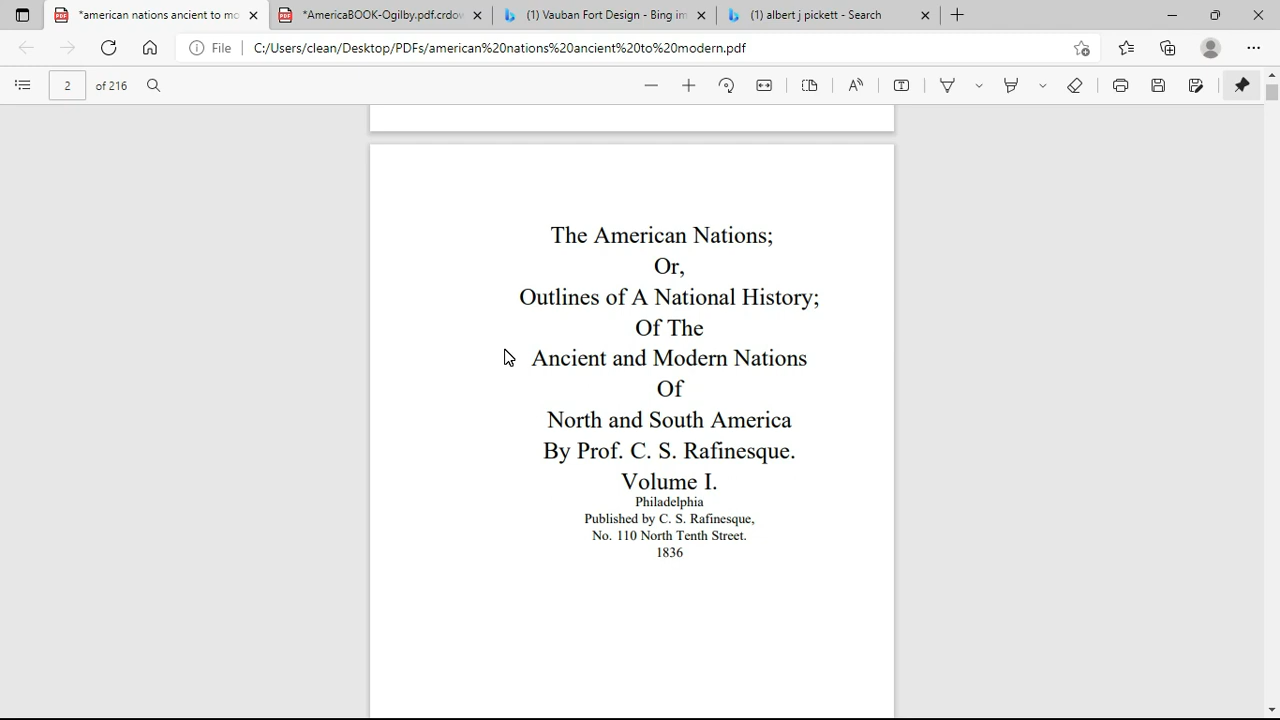 *american nations ancient to mo
*AmericaBOOK-Ogilby.pdf.crdov
(1) Vauban Fort Design - Bing im
(1) albert j pickett - Search
File
C:/Users/clean/Desktop/PDFs/american%20nations%20ancient%20to%20modern.pdf
2 of 216
The American Nations;
Or,
Outlines of A National History;
Of The
Ancient and Modern Nations
Of
North and South America
By Prof. C. S. Rafinesque.
Volume I.
Philadelphia
Published by C. S. Rafinesque,
No. 110 North Tenth Street.
1836